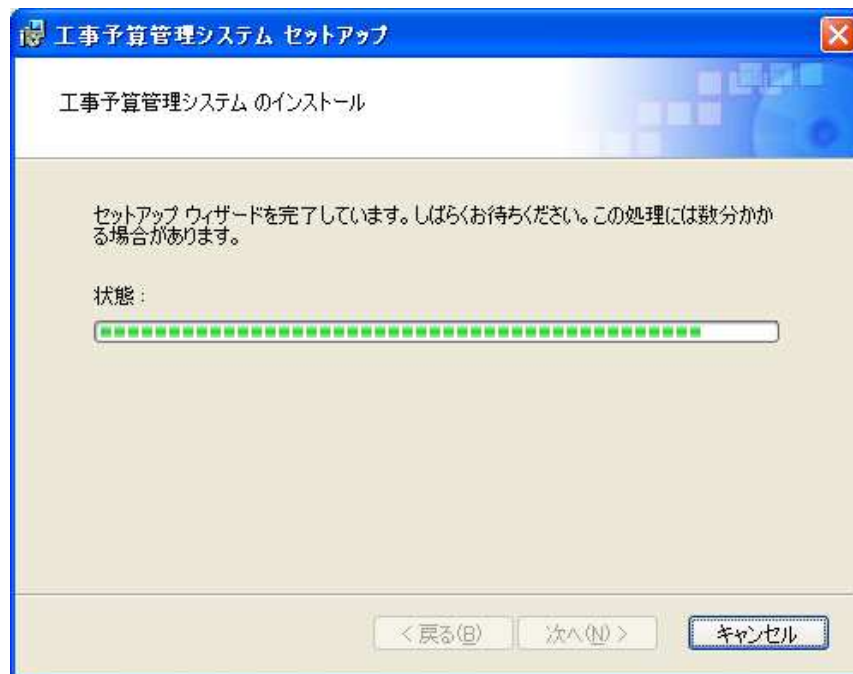 工事予算管理システム セットアップ
工事予算管理システム のインストール
セットアップ ウィザードを完了しています。しばらくお待ちください。この処理には数分かか
る場合があります。
状態：
< 戻る(B)
次へ(N) >
キャンセル